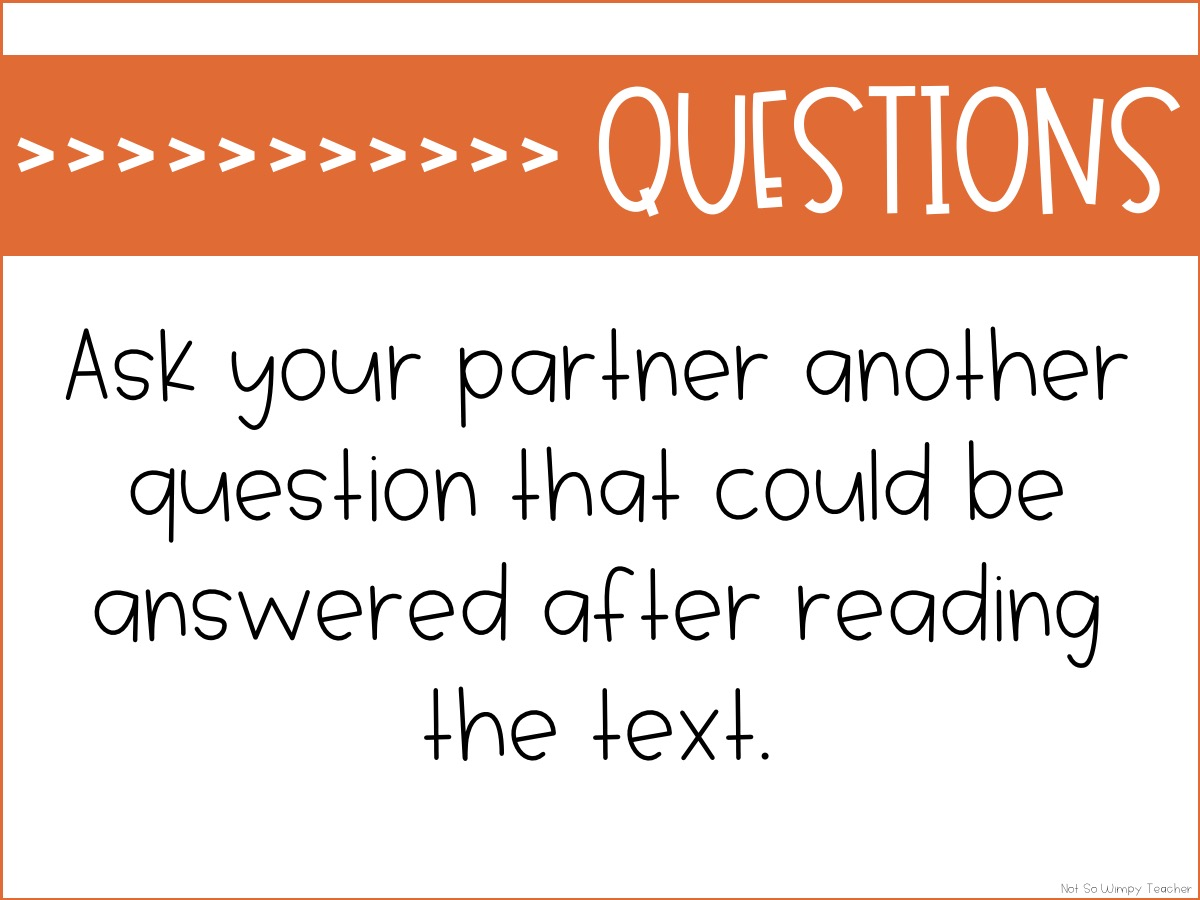 >>>>>>>>>>> QUESTIONS
Ask your partner another
question that could be
answered after reading
the text.
Not So Wimpy Teacher